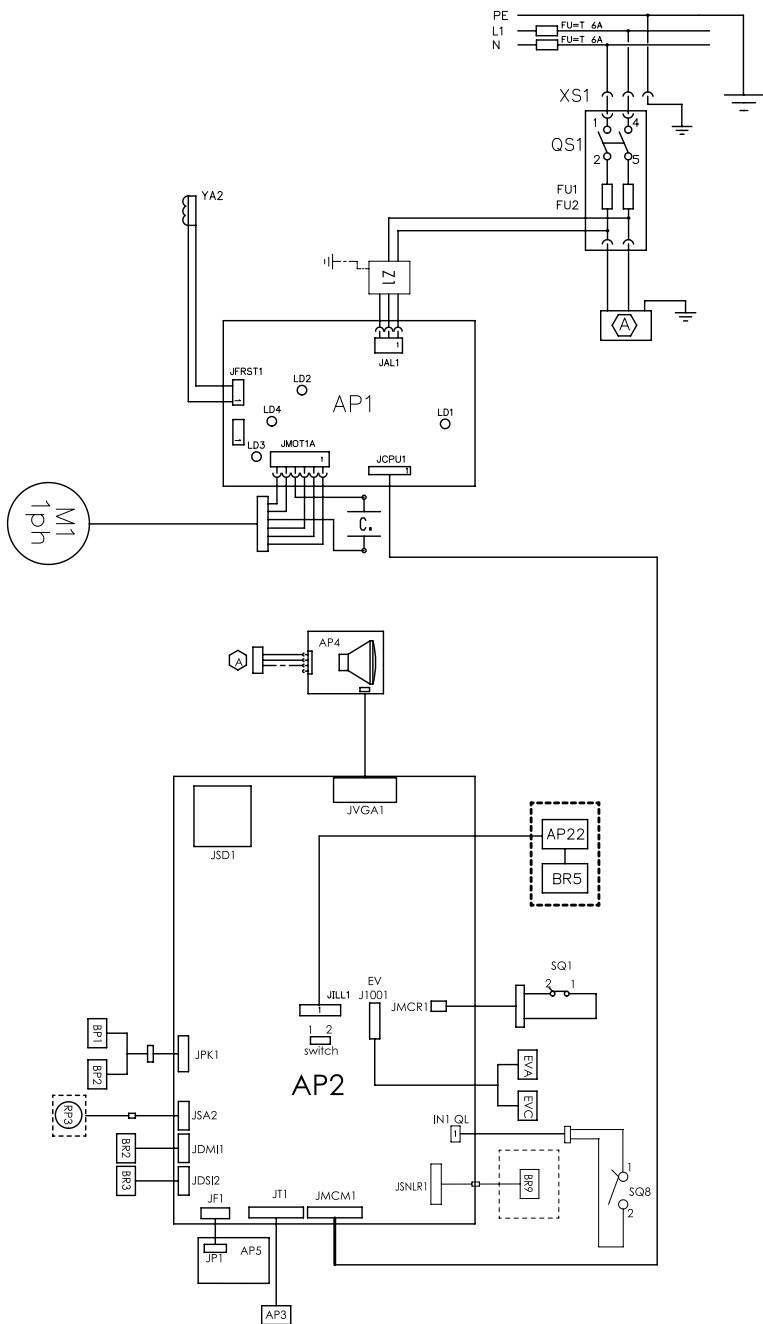 PE
L1
FU=T 6A
N
FU=T 6A
XS1
1
4
QS1
2
5
FU1
FU2
YA2
Z1
A
JAL1
1
JFRST1
1
LD2
AP1
LD4
LD1
1
LD3
JMOT1A
1
JCPU1
1
M1
1ph
C.
AP4
A
JVGA1
JSD1
AP22
BR5
SQ1
2
1
EV
J1001
JMCR1
JILL1
1
1 2
switch
AP2
BP1
BP2
JPK1
EVA
EVC
RP3
JSA2
IN1 QL
1
BR2
JDMI1
BR3
JDSI2
JSNLR1
BR9
1
SQ8
2
JF1
JT1
JMCM1
JP1
AP5
AP3